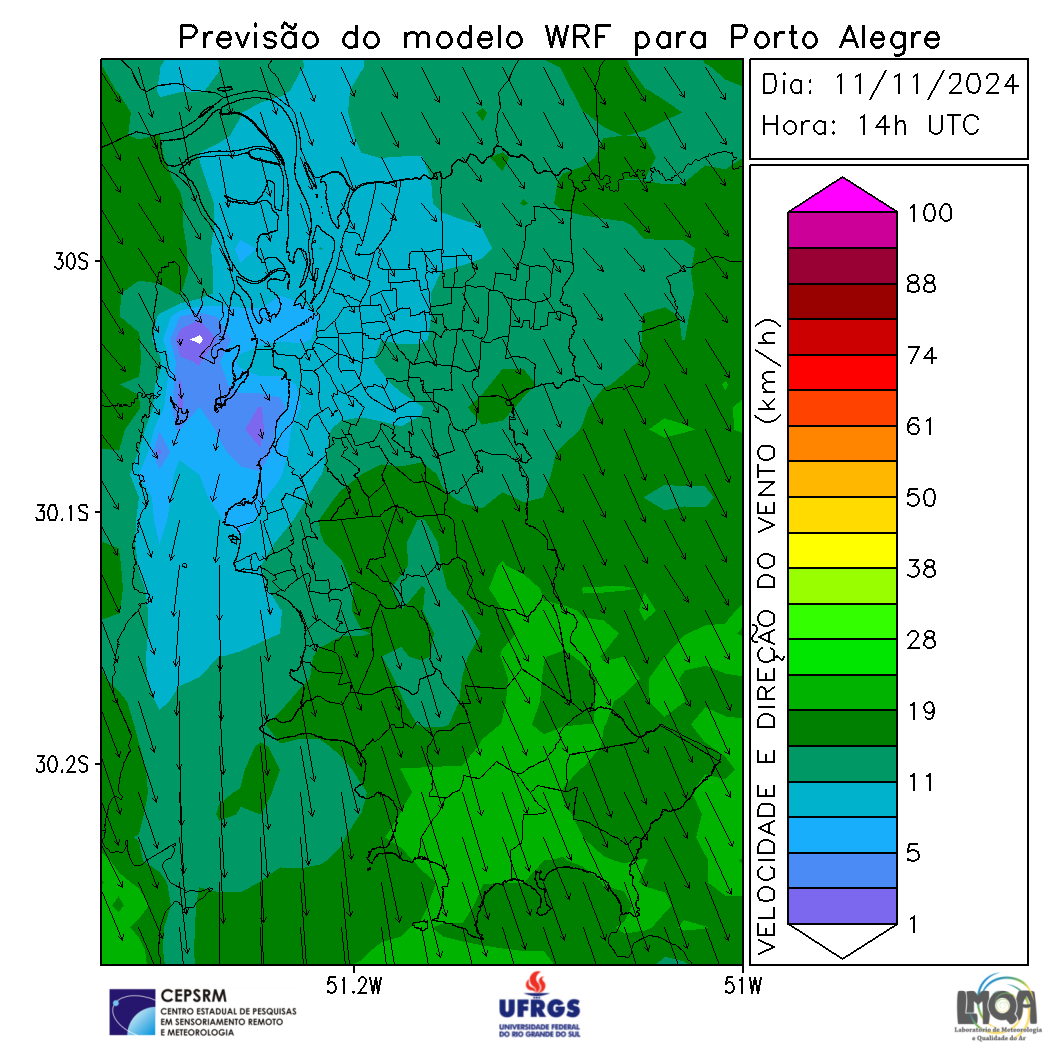 Previsão do modelo WRF para Porto Alegre
Dia: 11/11/2024
Hora: 14h UTC
30S
30.1S
30.2S
51.2W
51W
VELOCIDADE E DIREÇÃO DO VENTO (km/h)
100
88
74
61
50
38
28
19
11
5
1
CEPSRM
CENTRO ESTADUAL DE PESQUISAS
EM SENSORIAMENTO REMOTO
E METEOROLOGIA
UFRGS
UNIVERSIDADE FEDERAL
DO RIO GRANDE DO SUL
LMQA
Laboratório de Meteorologia
e Qualidade do Ar